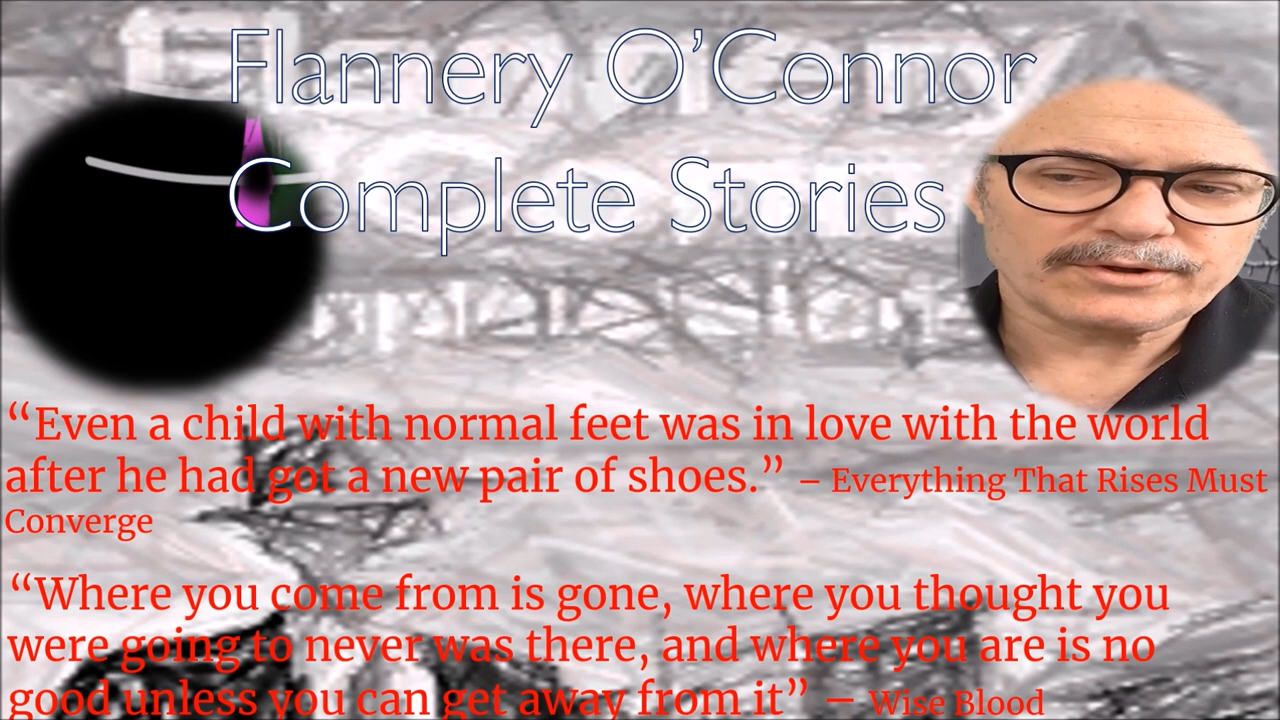 Flannery O’Connor
Complete Stories
“Even a child with normal feet was in love with the world
after he had got a new pair of shoes.” – Everything That Rises Must
Converge
“Where you come from is gone, where you thought you
were going to never was there, and where you are is no
good unless you can get away from it” – Wise Blood